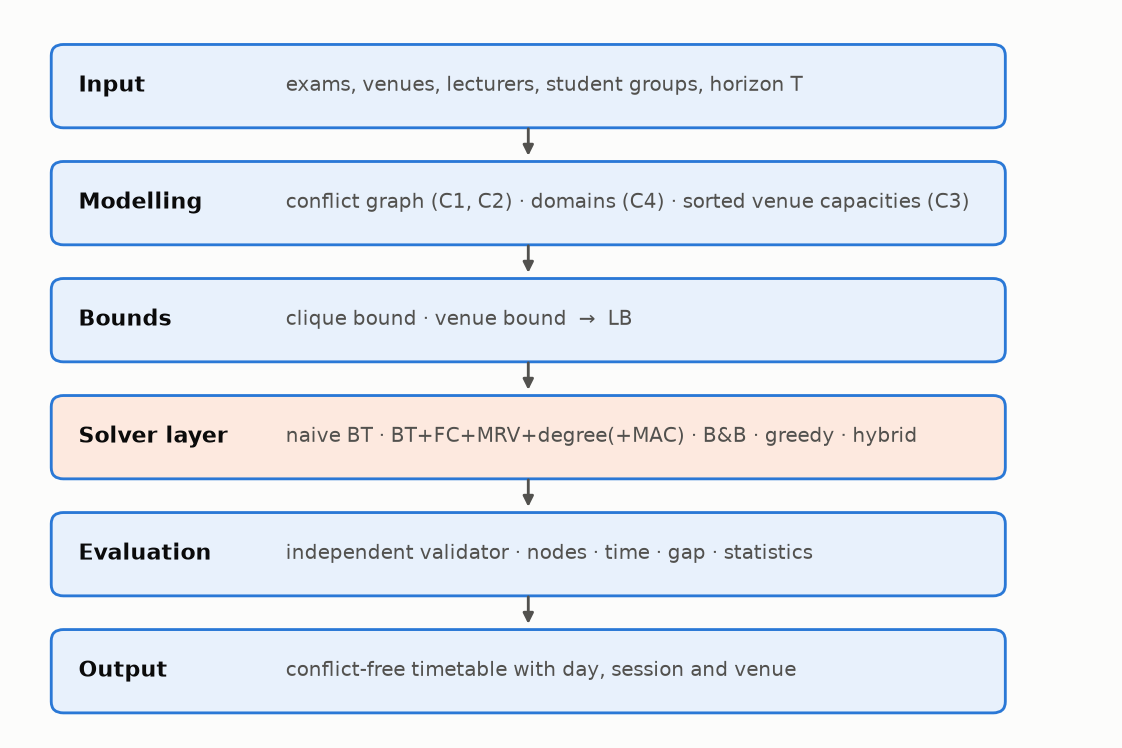 Input exams, venues, lecturers, student groups, horizon T
Modelling conflict graph (C1, C2) · domains (C4) · sorted venue capacities (C3)
Bounds clique bound · venue bound → LB
Solver layer naive BT · BT+FC+MRV+degree(+MAC) · B&B · greedy · hybrid
Evaluation independent validator · nodes · time · gap · statistics
Output conflict-free timetable with day, session and venue